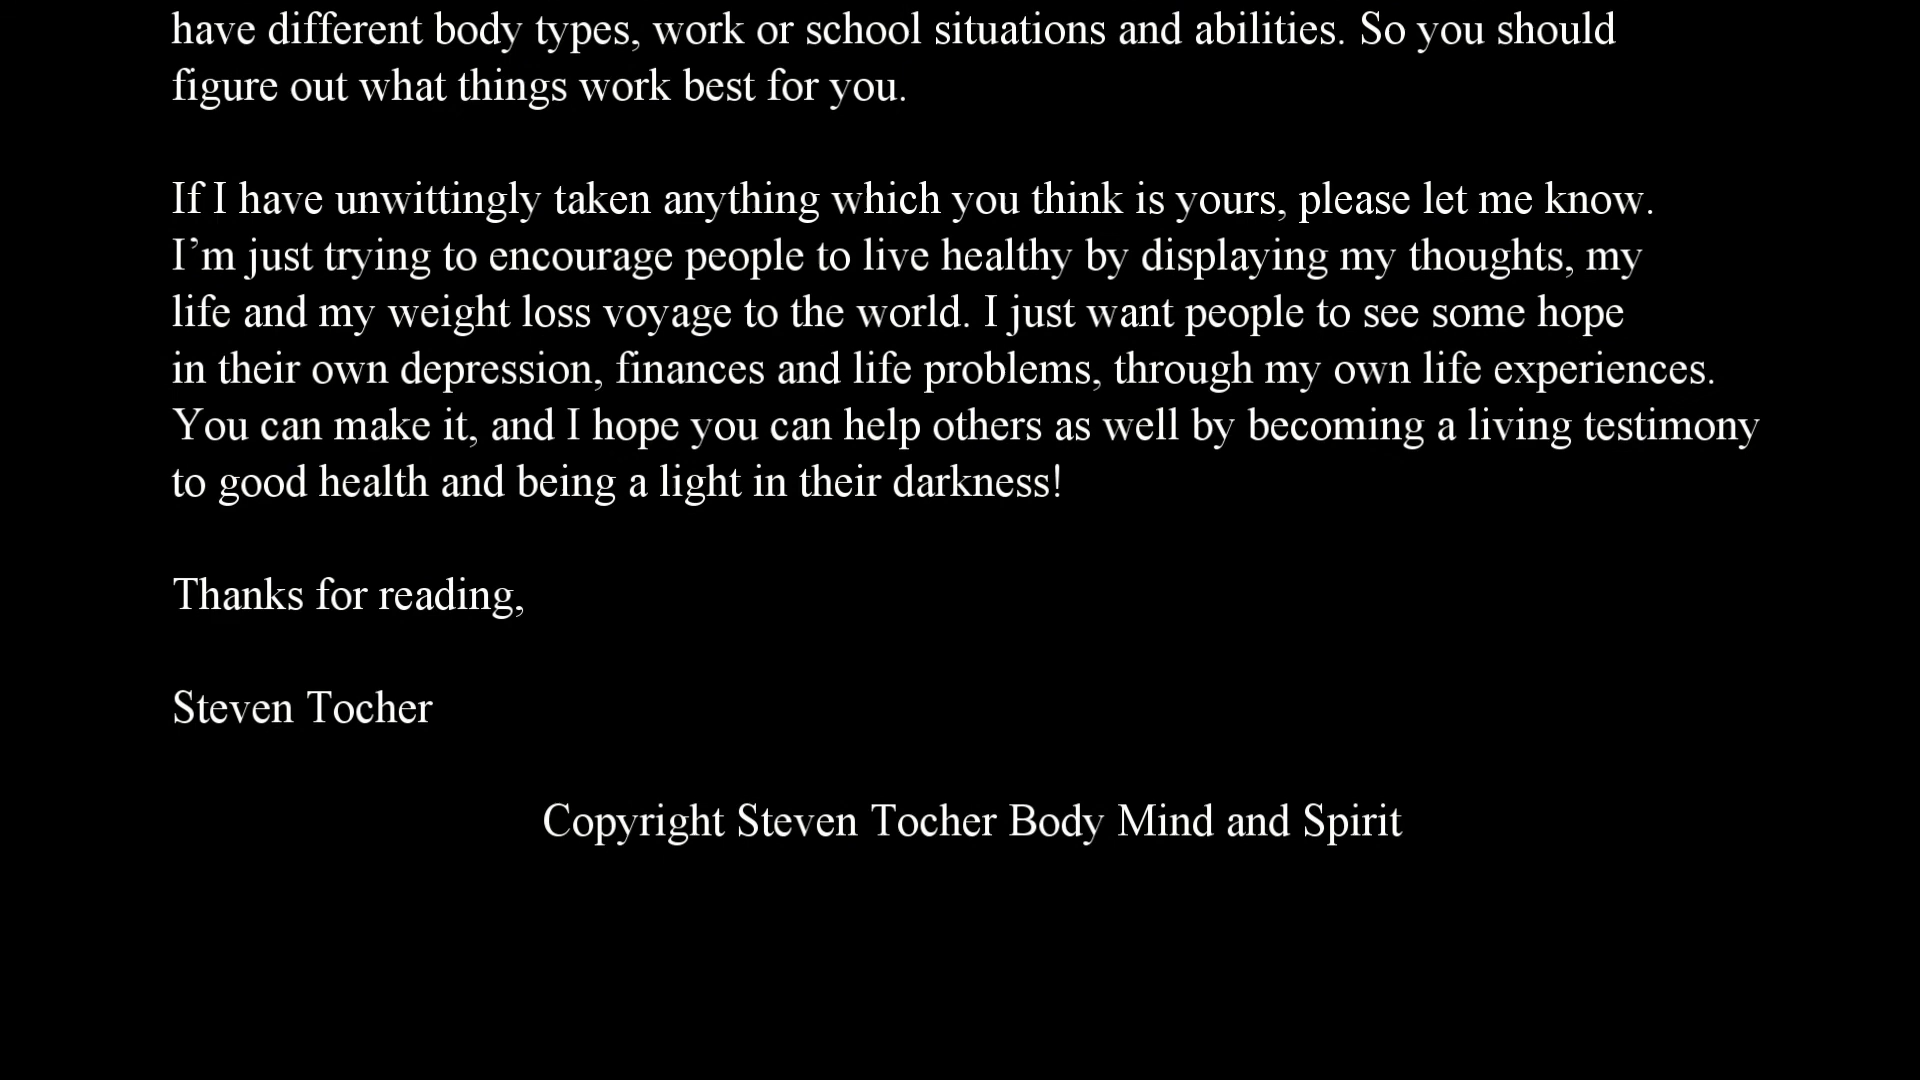 have different body types, work or school situations and abilities. So you should
figure out what things work best for you.
If I have unwittingly taken anything which you think is yours, please let me know.
I’m just trying to encourage people to live healthy by displaying my thoughts, my
life and my weight loss voyage to the world. I just want people to see some hope
in their own depression, finances and life problems, through my own life experiences.
You can make it, and I hope you can help others as well by becoming a living testimony
to good health and being a light in their darkness!
Thanks for reading,
Steven Tocher
Copyright Steven Tocher Body Mind and Spirit